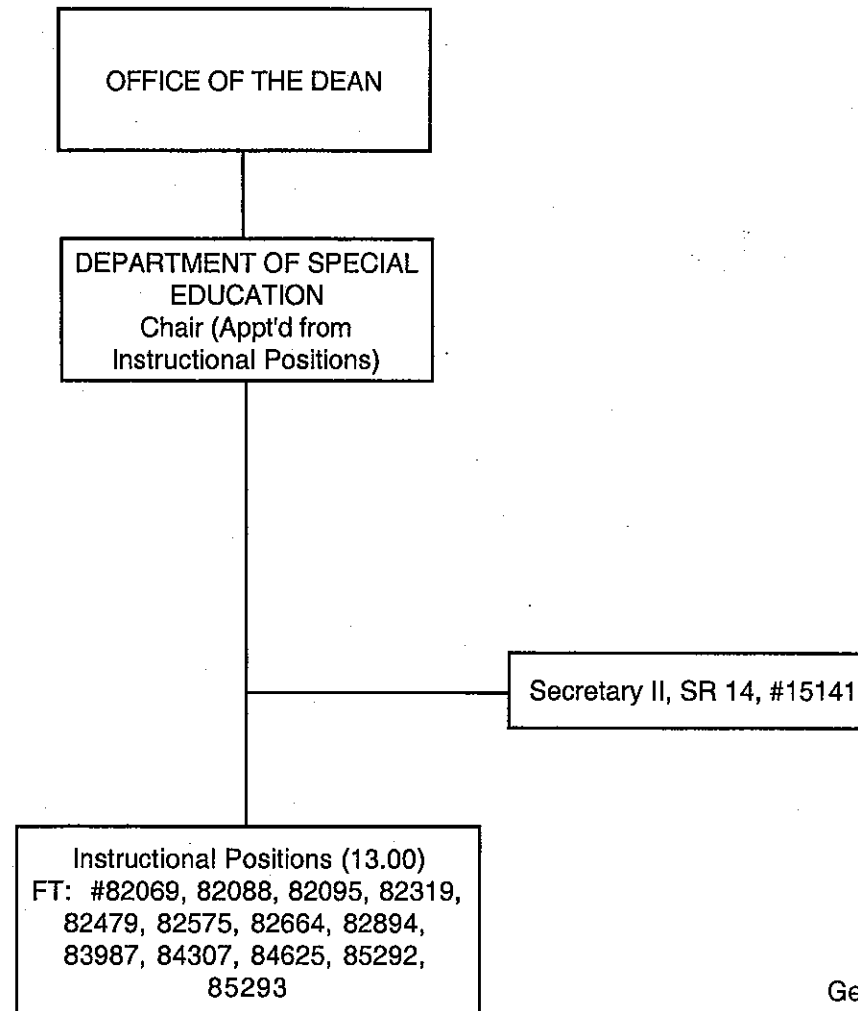 OFFICE OF THE DEAN
DEPARTMENT OF SPECIAL
EDUCATION
Chair (Appt'd from
Instructional Positions)
Secretary II, SR 14, #15141
Instructional Positions (13.00)
FT: #82069, 82088, 82095, 82319,
82479, 82575, 82664, 82894,
83987, 84307, 84625, 85292,
85293
Ge